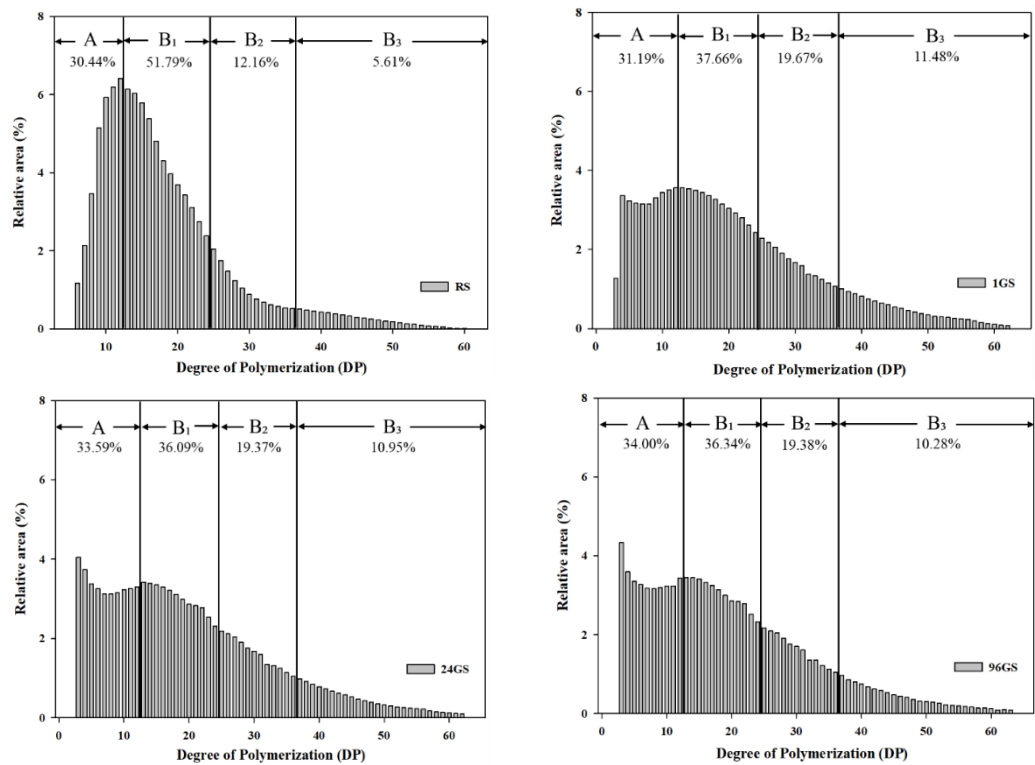 8
A B₁ B₂ B₃
30.44% 51.79% 12.16% 5.61%
6
4
2
0
Relative area (%)
RS
10 20 30 40 50 60
Degree of Polymerization (DP)
8
A B₁ B₂ B₃
31.19% 37.66% 19.67% 11.48%
6
4
2
0
Relative area (%)
1GS
0 10 20 30 40 50 60
Degree of Polymerization (DP)
8
A B₁ B₂ B₃
33.59% 36.09% 19.37% 10.95%
6
4
2
0
Relative area (%)
24GS
0 10 20 30 40 50 60
Degree of Polymerization (DP)
8
A B₁ B₂ B₃
34.00% 36.34% 19.38% 10.28%
6
4
2
0
Relative area (%)
96GS
0 10 20 30 40 50 60
Degree of Polymerization (DP)